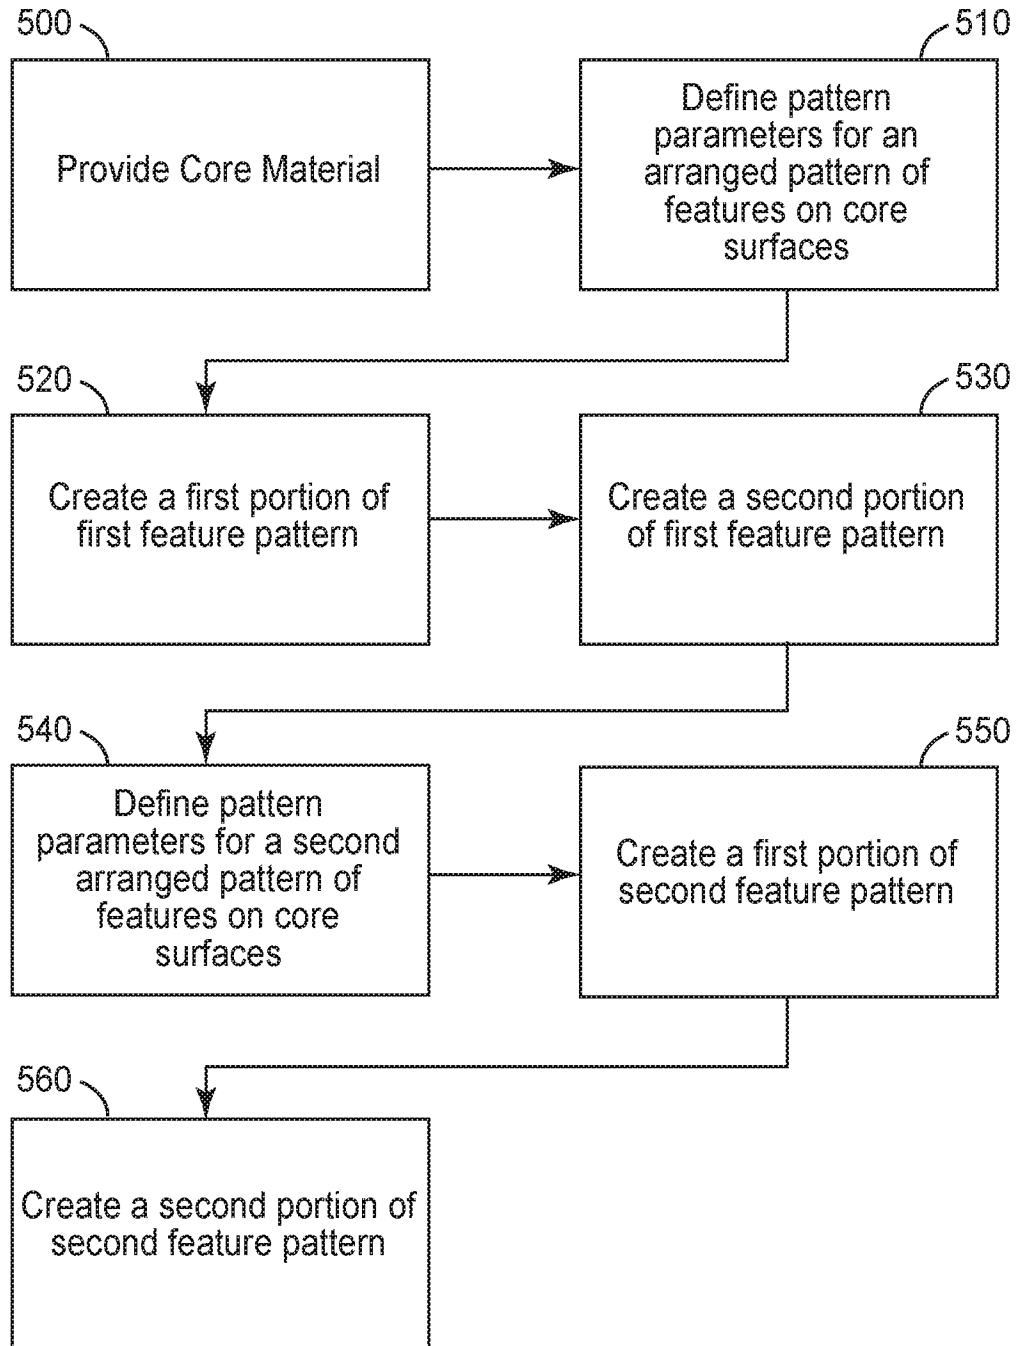 500
Provide Core Material
510
Define pattern
parameters for an
arranged pattern of
features on core
surfaces
520
Create a first portion of
first feature pattern
530
Create a second portion
of first feature pattern
540
Define pattern
parameters for a second
arranged pattern of
features on core
surfaces
550
Create a first portion of
second feature pattern
560
Create a second portion of
second feature pattern